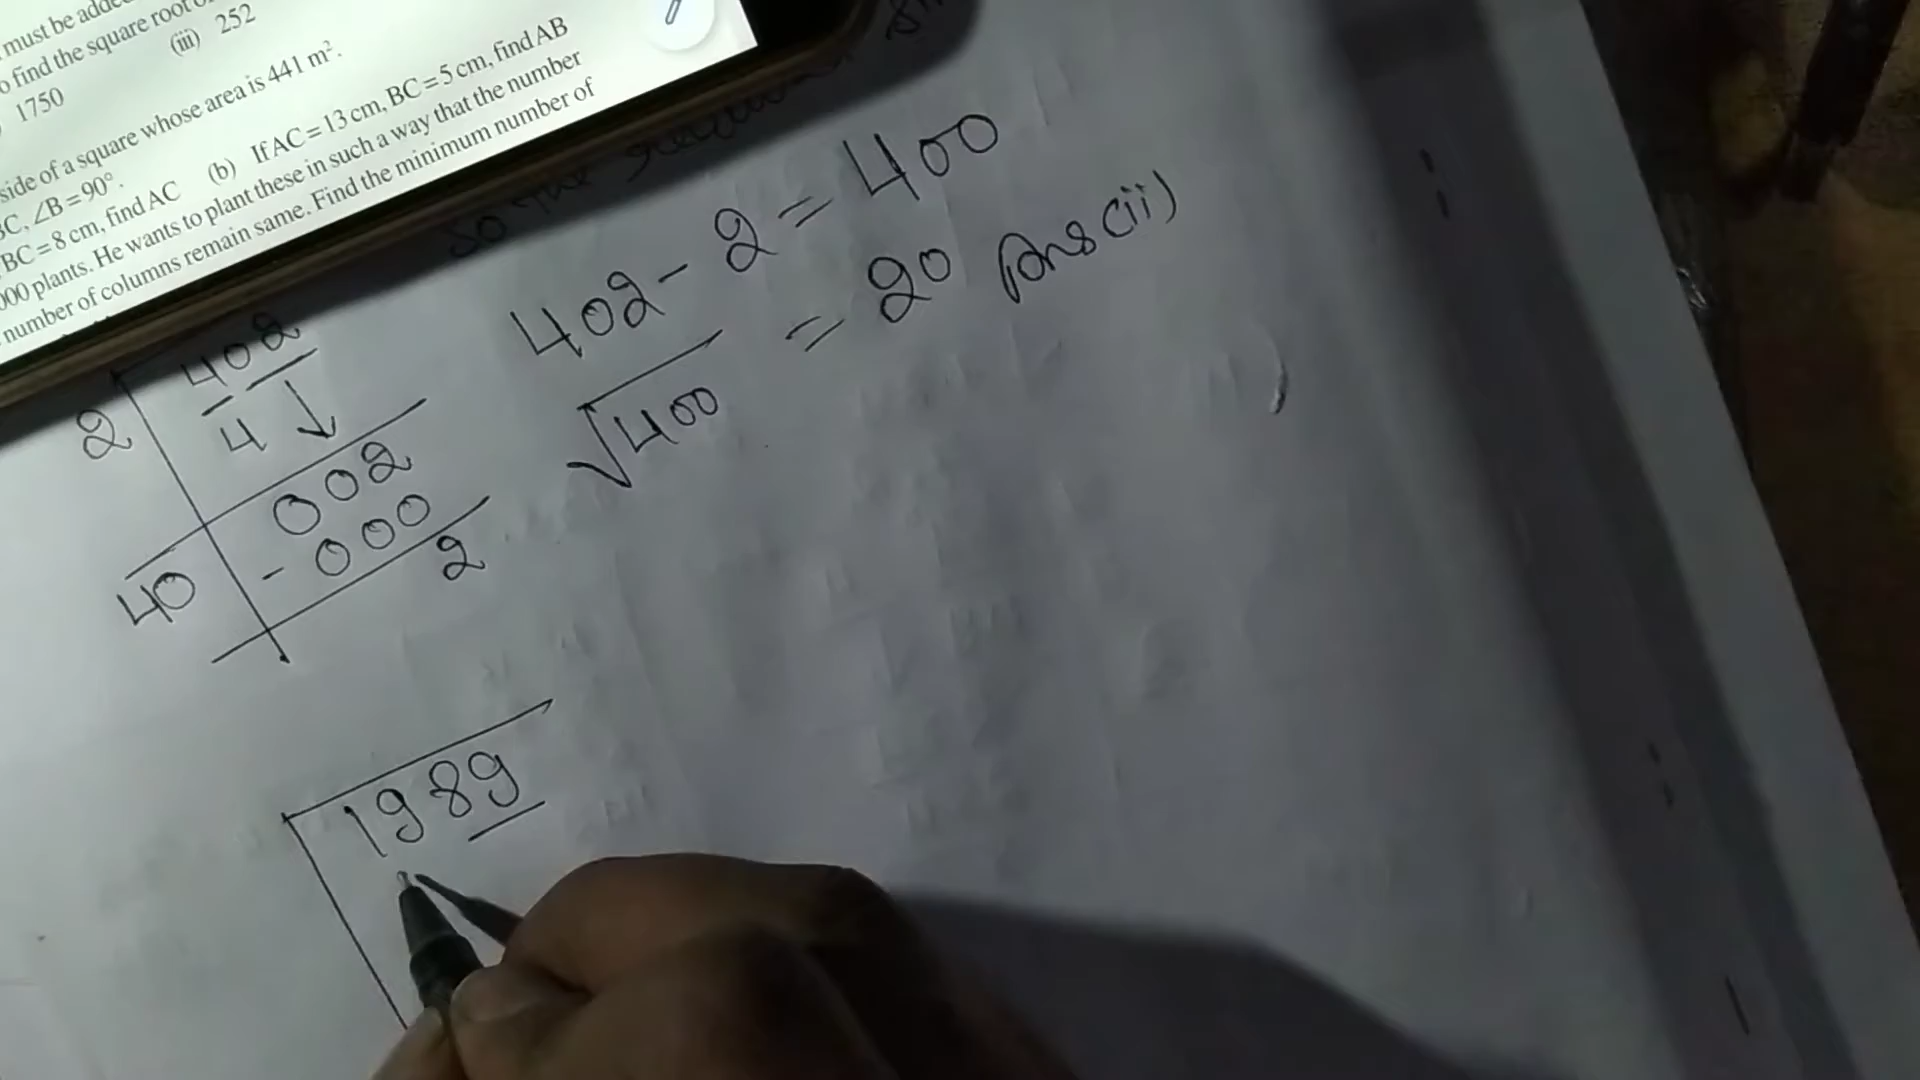 must be added
o find the square root o
1750 (iii) 252
side of a square whose area is 441 m².
BC, ∠B = 90°.
BC = 8 cm, find AC (b) If AC = 13 cm, BC = 5 cm, find AB
000 plants. He wants to plant these in such a way that the number
number of columns remain same. Find the minimum number of
402 - 2 = 400
√400 = 20 Ans (ii)
2 402
4 ↓
002
40 - 000
2
1989